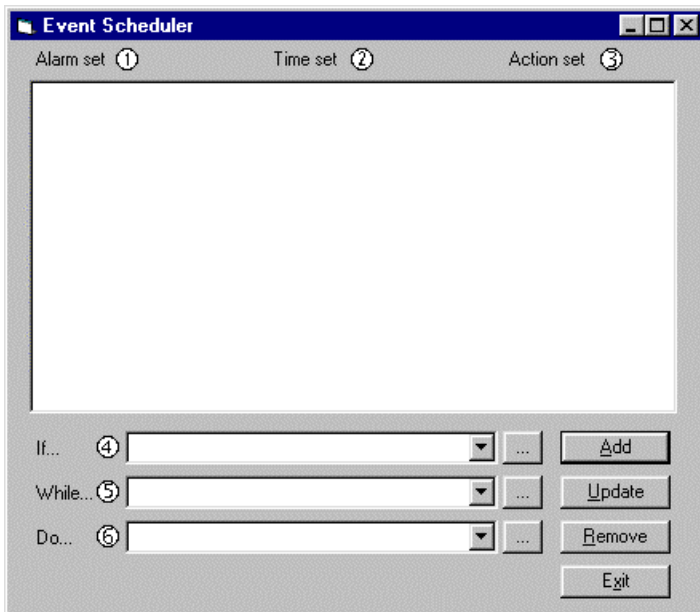 Event Scheduler
Alarm set ① Time set ② Action set ③
If... ④ ... Add
While... ⑤ ... Update
Do... ⑥ ... Remove
Exit